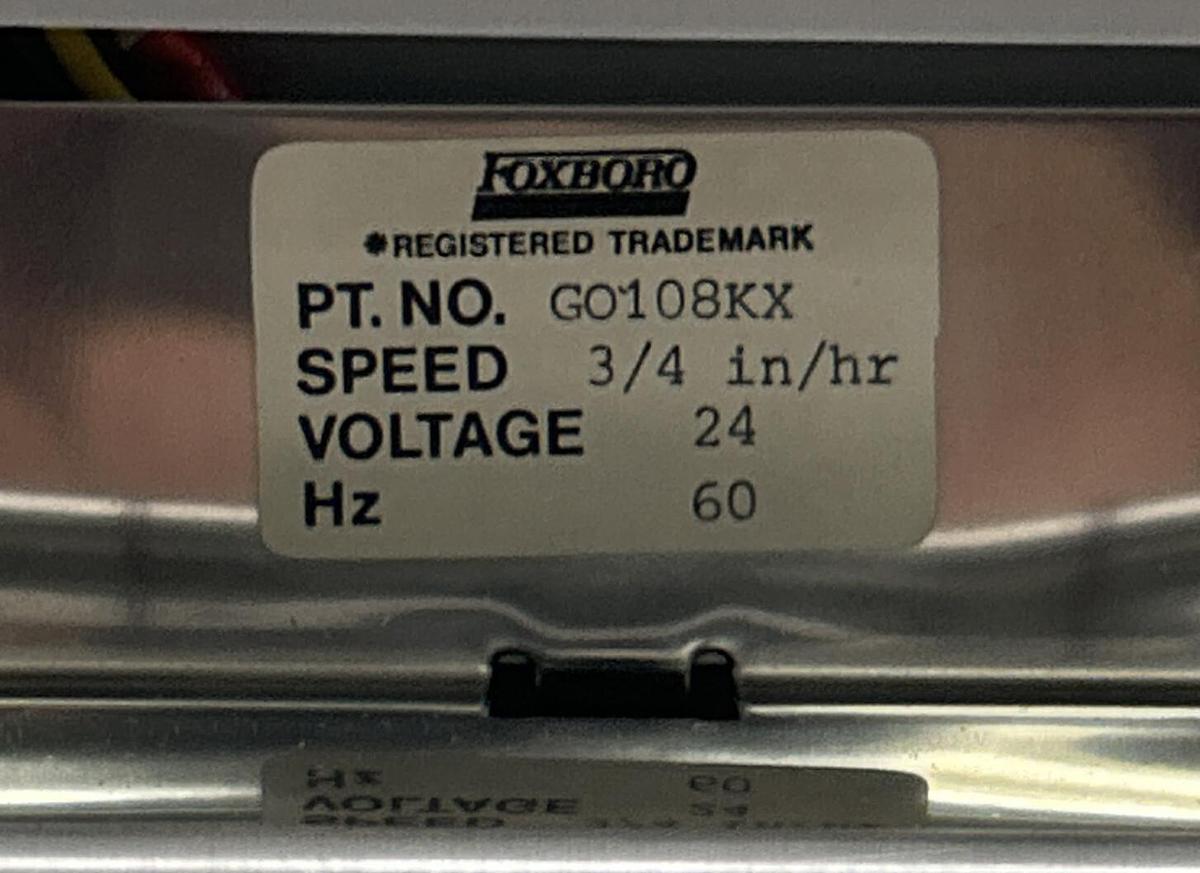 FOXBORO
*REGISTERED TRADEMARK
PT. NO. GO108KX
SPEED 3/4 in/hr
VOLTAGE 24
Hz 60